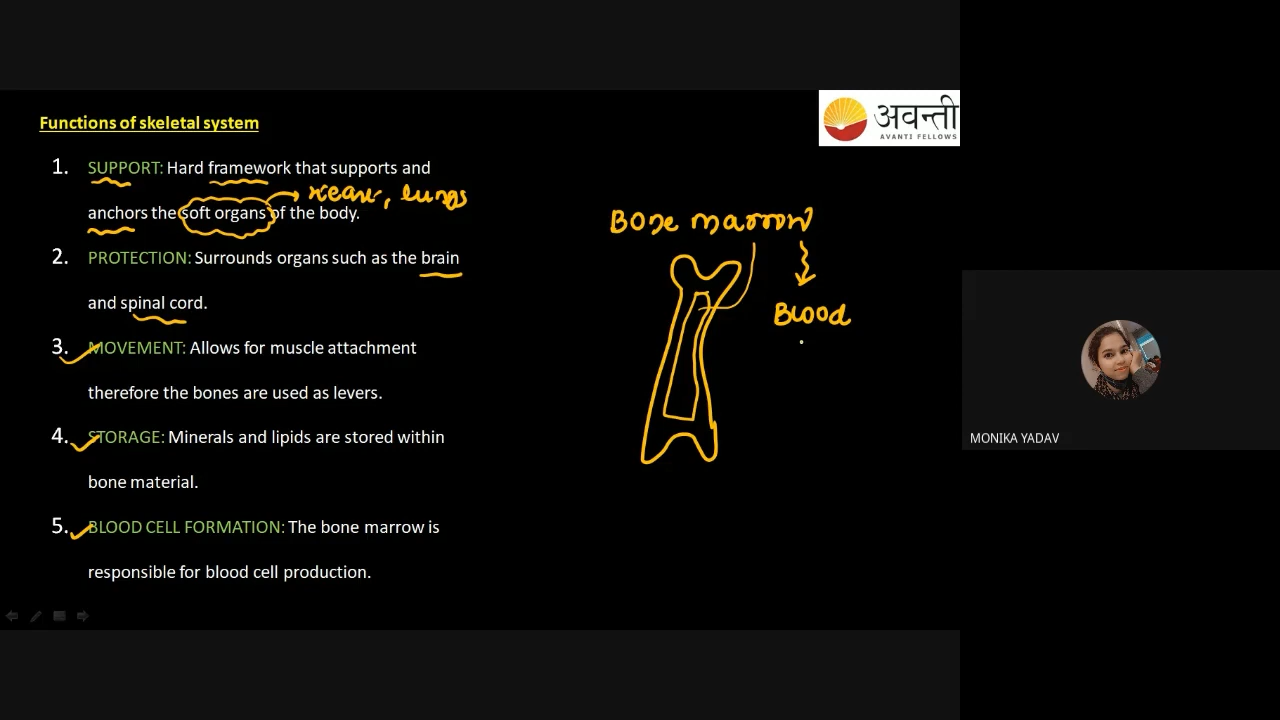 Functions of skeletal system
अवन्ती
AVANTI FELLOWS
1. SUPPORT: Hard framework that supports and
heart, lungs
anchors the soft organs of the body.
Bone marrow
2. PROTECTION: Surrounds organs such as the brain
and spinal cord.
Blood
3. MOVEMENT: Allows for muscle attachment
therefore the bones are used as levers.
4. STORAGE: Minerals and lipids are stored within
bone material.
5. BLOOD CELL FORMATION: The bone marrow is
responsible for blood cell production.
MONIKA YADAV